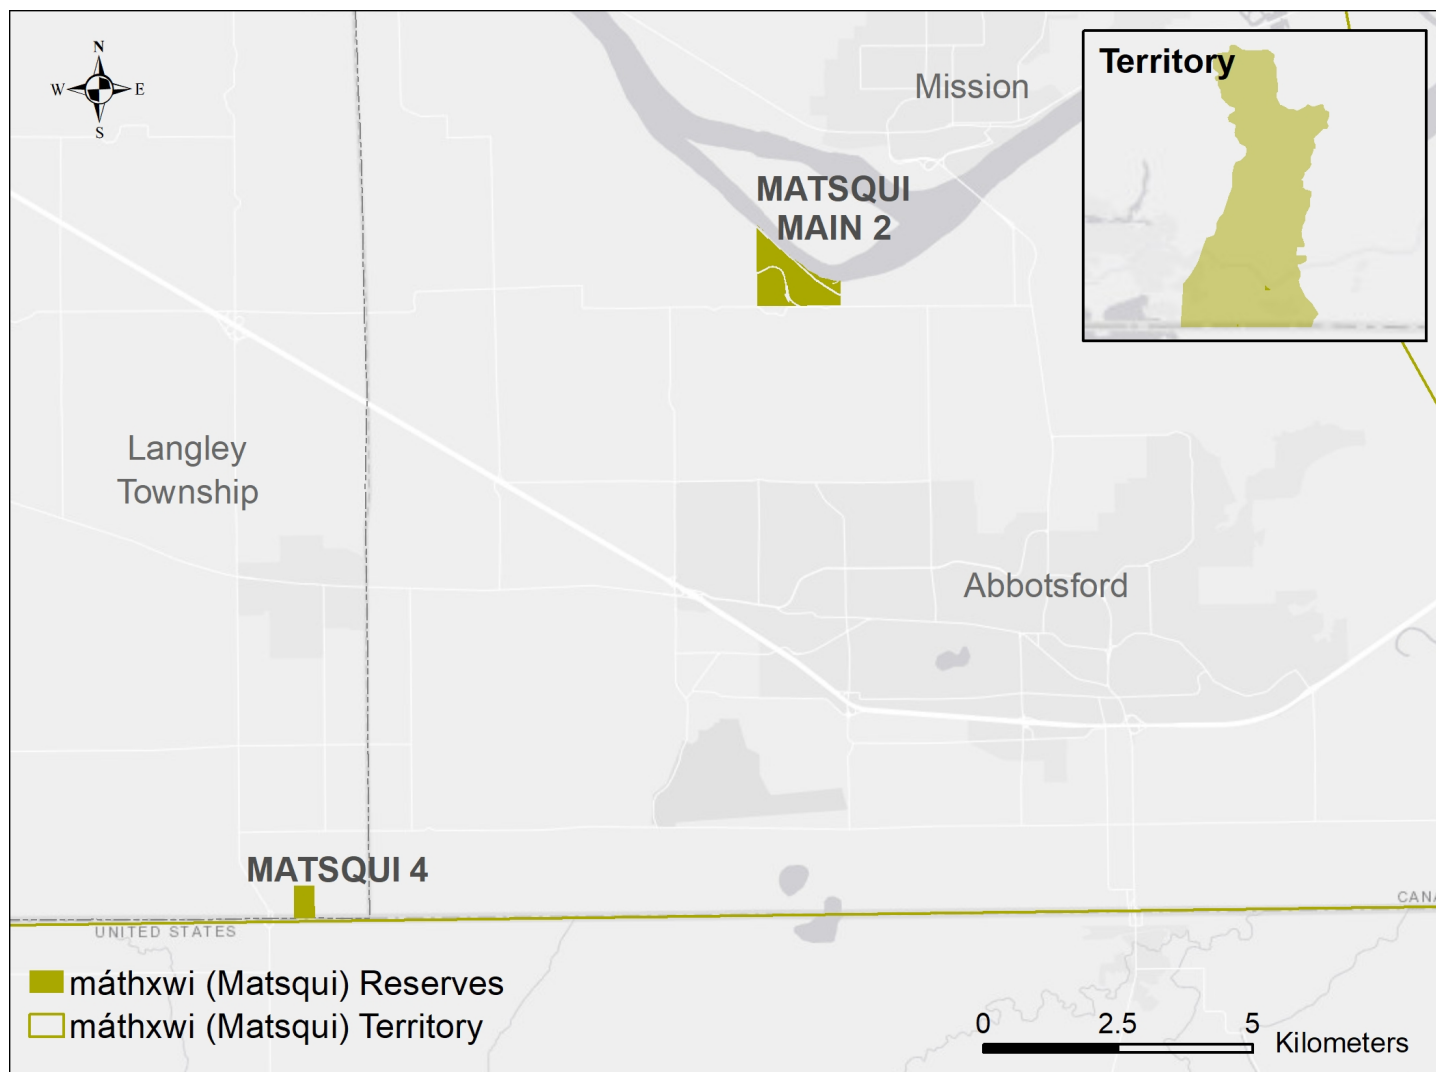 N
W E
S
Mission
Territory
MATSQUI
MAIN 2
Langley
Township
Abbotsford
MATSQUI 4
CANA
UNITED STATES
máthxwi (Matsqui) Reserves
máthxwi (Matsqui) Territory
0 2.5 5
Kilometers